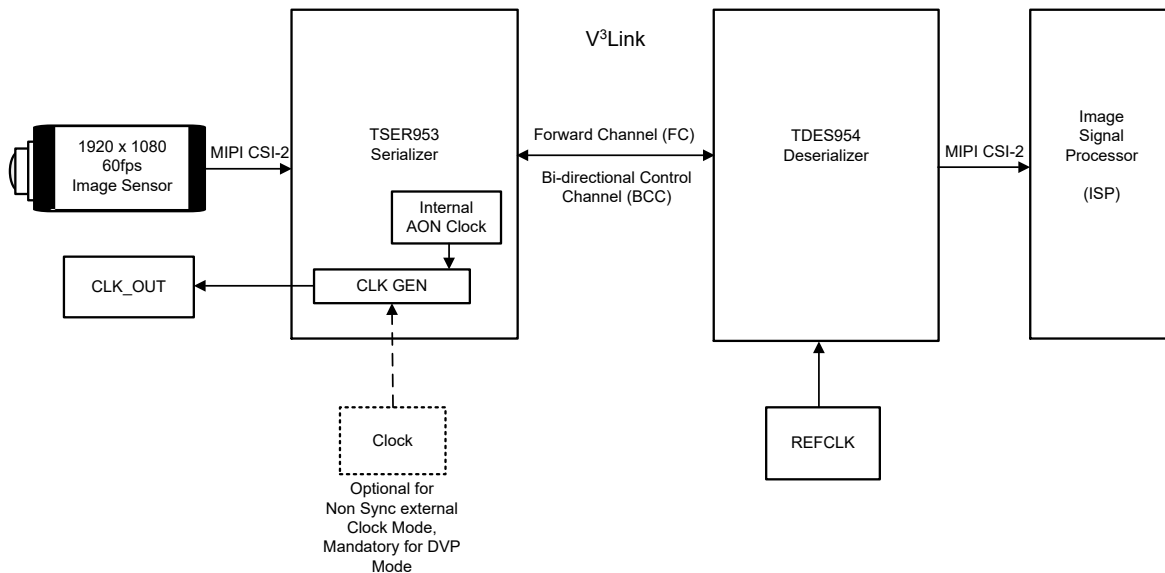 V³Link
1920 x 1080
60fps
Image Sensor
MIPI CSI-2
TSER953
Serializer
Forward Channel (FC)
Bi-directional Control
Channel (BCC)
TDES954
Deserializer
MIPI CSI-2
Image
Signal
Processor
(ISP)
Internal
AON Clock
CLK_OUT
CLK GEN
Clock
Optional for
Non Sync external
Clock Mode,
Mandatory for DVP
Mode
REFCLK